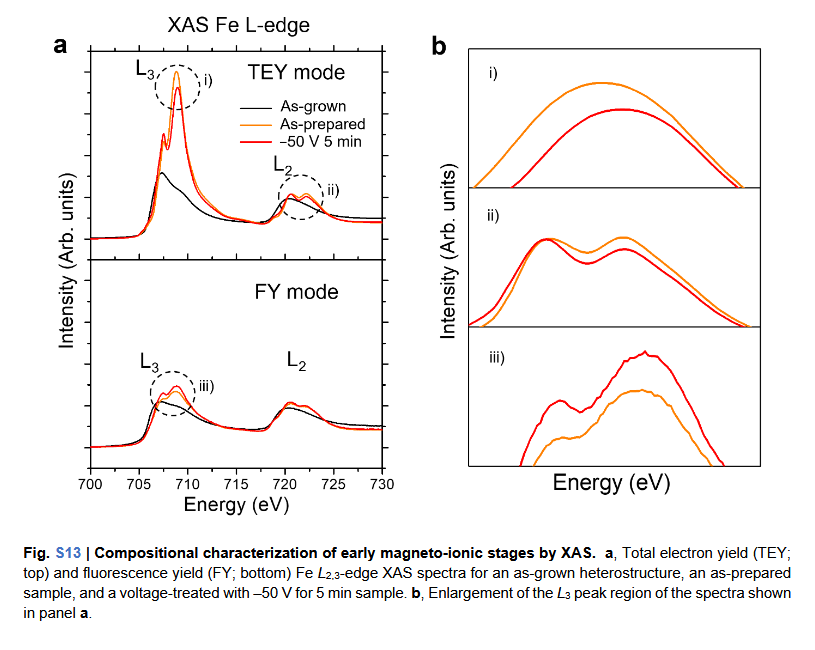 XAS Fe L-edge
a
b
L3
i)
TEY mode
As-grown
As-prepared
–50 V 5 min
L2
ii)
FY mode
L3
iii)
L2
Intensity (Arb. units)
700 705 710 715 720 725 730
Energy (eV)
i)
ii)
iii)
Intensity (Arb. units)
Energy (eV)
Fig. S13 | Compositional characterization of early magneto-ionic stages by XAS. a, Total electron yield (TEY;
top) and fluorescence yield (FY; bottom) Fe L2,3-edge XAS spectra for an as-grown heterostructure, an as-prepared
sample, and a voltage-treated with –50 V for 5 min sample. b, Enlargement of the L3 peak region of the spectra shown
in panel a.